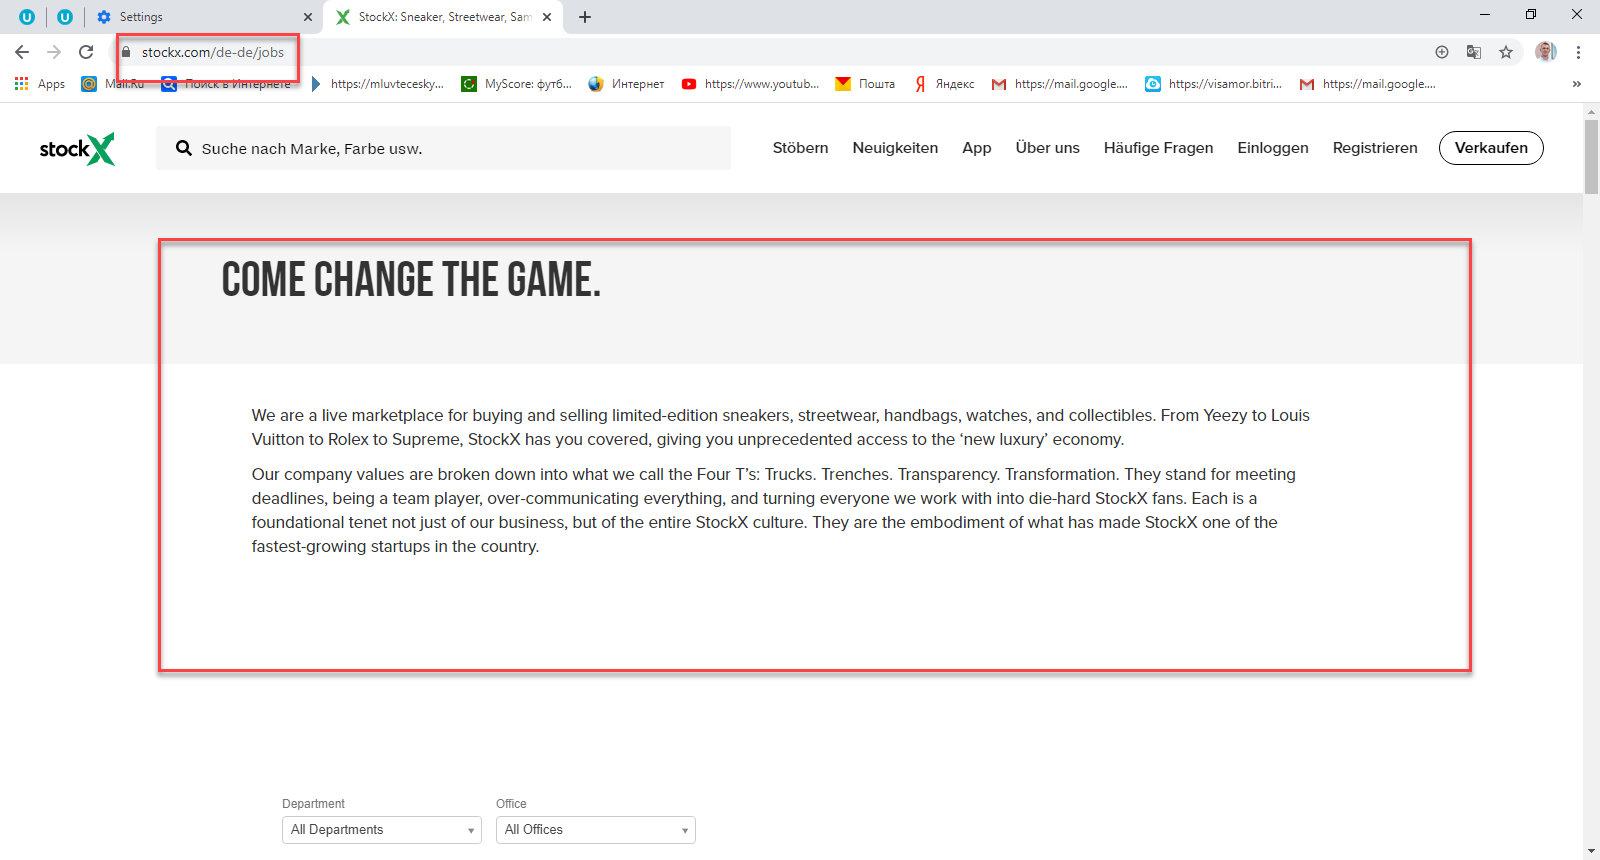 Settings
StockX: Sneaker, Streetwear, Sam
stockx.com/de-de/jobs
Apps
Mail.Ru
Поиск в Интернете
https://mluvtecesky...
MyScore: футб...
Интернет
https://www.youtub...
Пошта
Яндекс
https://mail.google....
https://visamor.bitri...
https://mail.google....
stockX
Suche nach Marke, Farbe usw.
Stöbern
Neuigkeiten
App
Über uns
Häufige Fragen
Einloggen
Registrieren
Verkaufen
COME CHANGE THE GAME.
We are a live marketplace for buying and selling limited-edition sneakers, streetwear, handbags, watches, and collectibles. From Yeezy to Louis
Vuitton to Rolex to Supreme, StockX has you covered, giving you unprecedented access to the ‘new luxury’ economy.
Our company values are broken down into what we call the Four T’s: Trucks. Trenches. Transparency. Transformation. They stand for meeting
deadlines, being a team player, over-communicating everything, and turning everyone we work with into die-hard StockX fans. Each is a
foundational tenet not just of our business, but of the entire StockX culture. They are the embodiment of what has made StockX one of the
fastest-growing startups in the country.
Department
Office
All Departments
All Offices